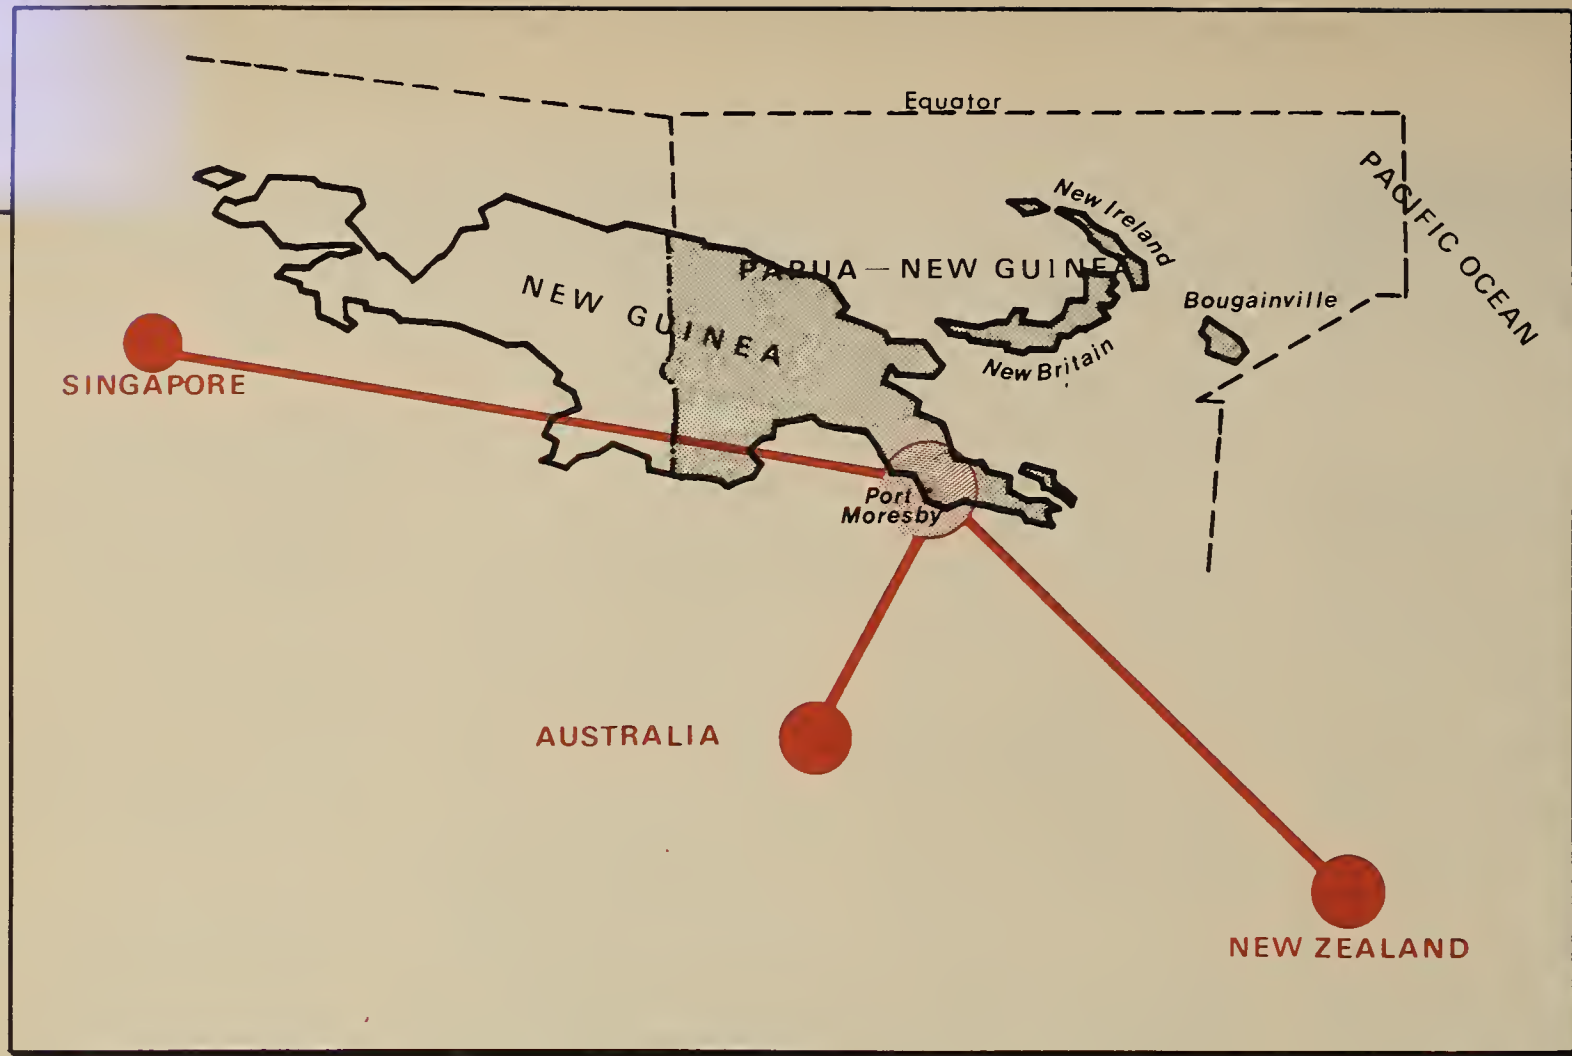 Equator
PACIFIC OCEAN
New Ireland
PAPUA—NEW GUINEA
NEW GUINEA
Bougainville
New Britain
SINGAPORE
Port
Moresby
AUSTRALIA
NEW ZEALAND